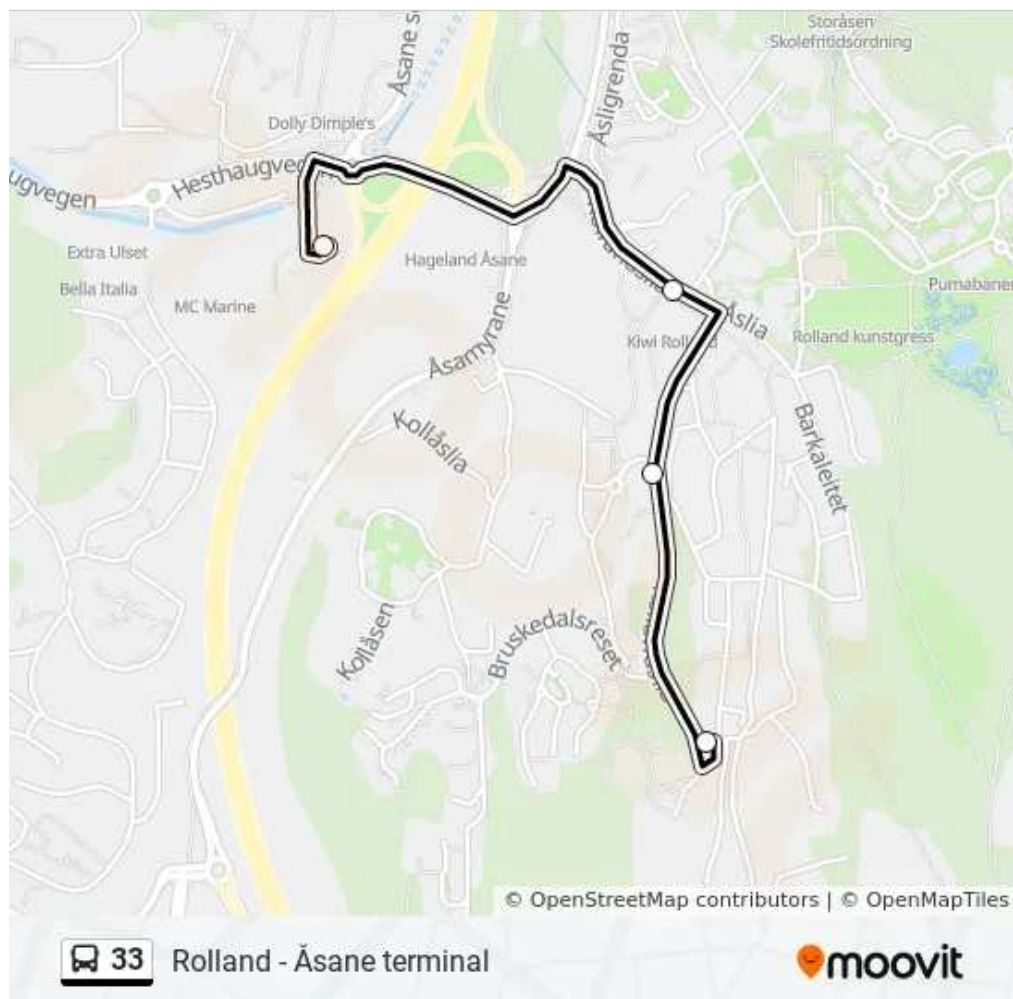 Storåsen
Skolefritidsordning
Åsane s
Åsligrenda
Dolly Dimple's
Hesthaugve
ugvegen
Extra Ulset
Hageland Åsane
Bella Italia
MC Marine
Pumabanen
Åslia
Rolland kunstgress
Kiwi Rolland
Åsamyrane
Kollåslia
Barkaleitet
Kollåsen
Bruskedalsreset
© OpenStreetMap contributors | © OpenMapTiles
33 Rolland - Åsane terminal
moovit